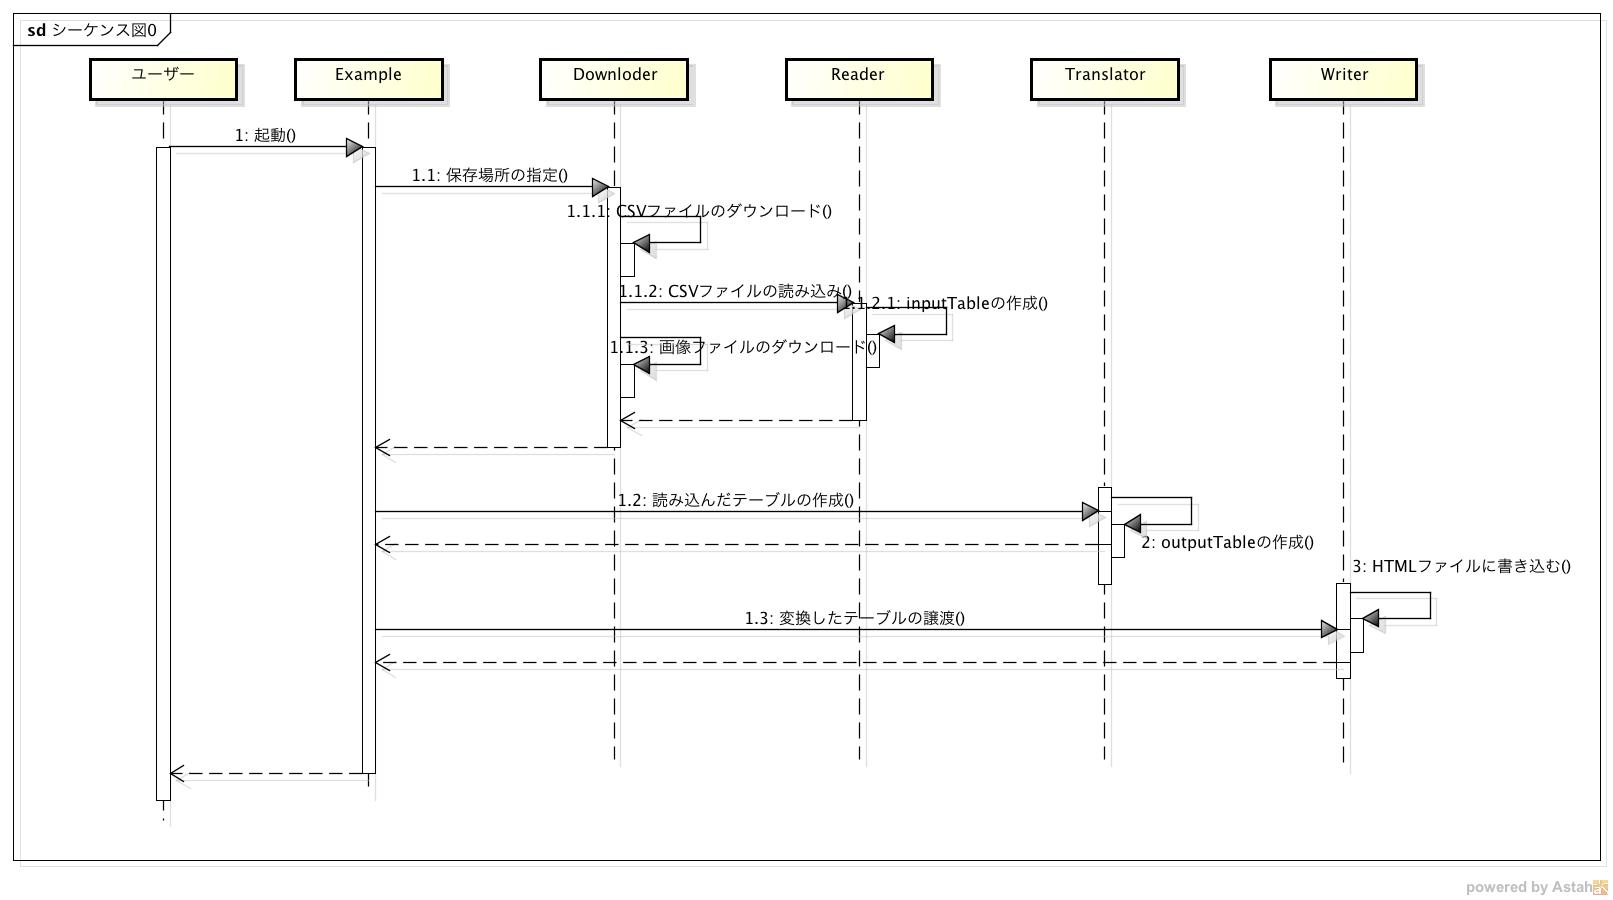 sd シーケンス図0
ユーザー
Example
Downloder
Reader
Translator
Writer
1: 起動()
1.1: 保存場所の指定()
1.1.1: CSVファイルのダウンロード()
1.1.2: CSVファイルの読み込み()
1.1.2.1: inputTableの作成()
1.1.3: 画像ファイルのダウンロード()
1.2: 読み込んだテーブルの作成()
2: outputTableの作成()
3: HTMLファイルに書き込む()
1.3: 変換したテーブルの譲渡()
powered by Astah